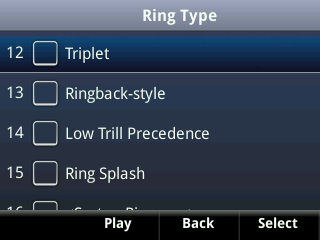 Ring Type
12 Triplet
13 Ringback-style
14 Low Trill Precedence
15 Ring Splash
Play Back Select